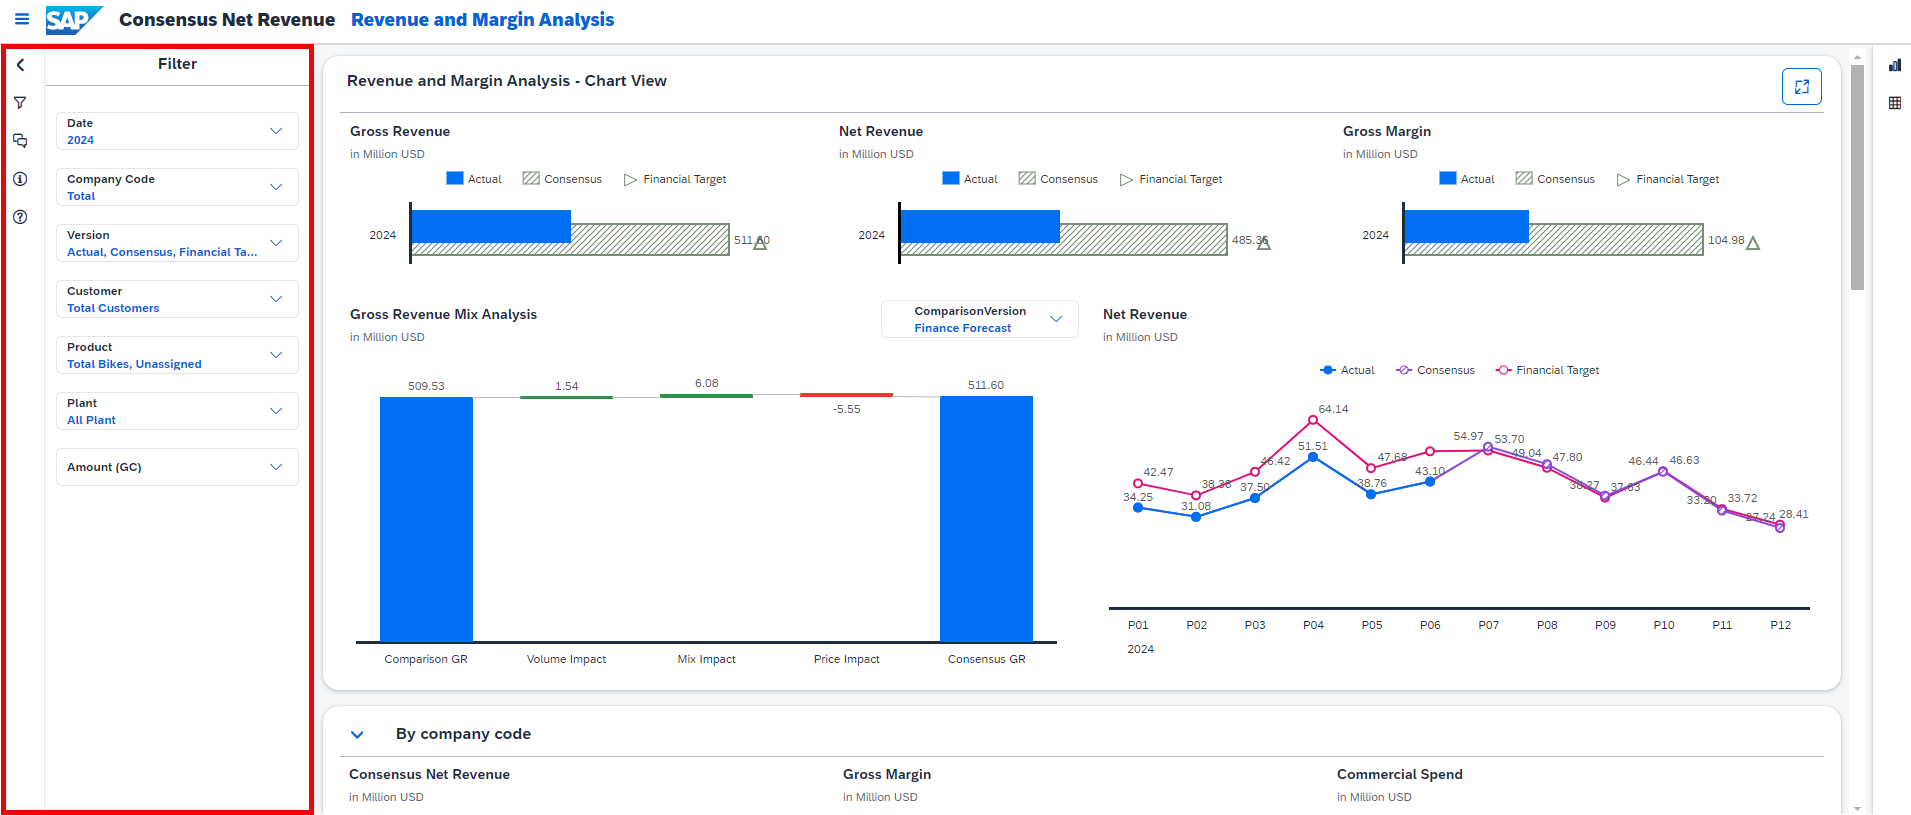 SAP Consensus Net Revenue Revenue and Margin Analysis
Filter
Date
2024
Company Code
Total
Version
Actual, Consensus, Financial Ta...
Customer
Total Customers
Product
Total Bikes, Unassigned
Plant
All Plant
Amount (GC)
Revenue and Margin Analysis - Chart View
Gross Revenue
in Million USD
Actual Consensus Financial Target
2024
511.60
Net Revenue
in Million USD
Actual Consensus Financial Target
2024
485.36
Gross Margin
in Million USD
Actual Consensus Financial Target
2024
104.98
Gross Revenue Mix Analysis
in Million USD
ComparisonVersion
Finance Forecast
509.53 1.54 6.08 -5.55 511.60
Comparison GR Volume Impact Mix Impact Price Impact Consensus GR
Net Revenue
in Million USD
Actual Consensus Financial Target
42.47 38.38 46.42 64.14 47.68 54.97 53.70 49.04 47.80 38.27 37.63 46.44 46.63 33.20 33.72 27.24 28.41
34.25 31.08 37.50 51.51 38.76 43.10
P01 P02 P03 P04 P05 P06 P07 P08 P09 P10 P11 P12
2024
By company code
Consensus Net Revenue
in Million USD
Gross Margin
in Million USD
Commercial Spend
in Million USD